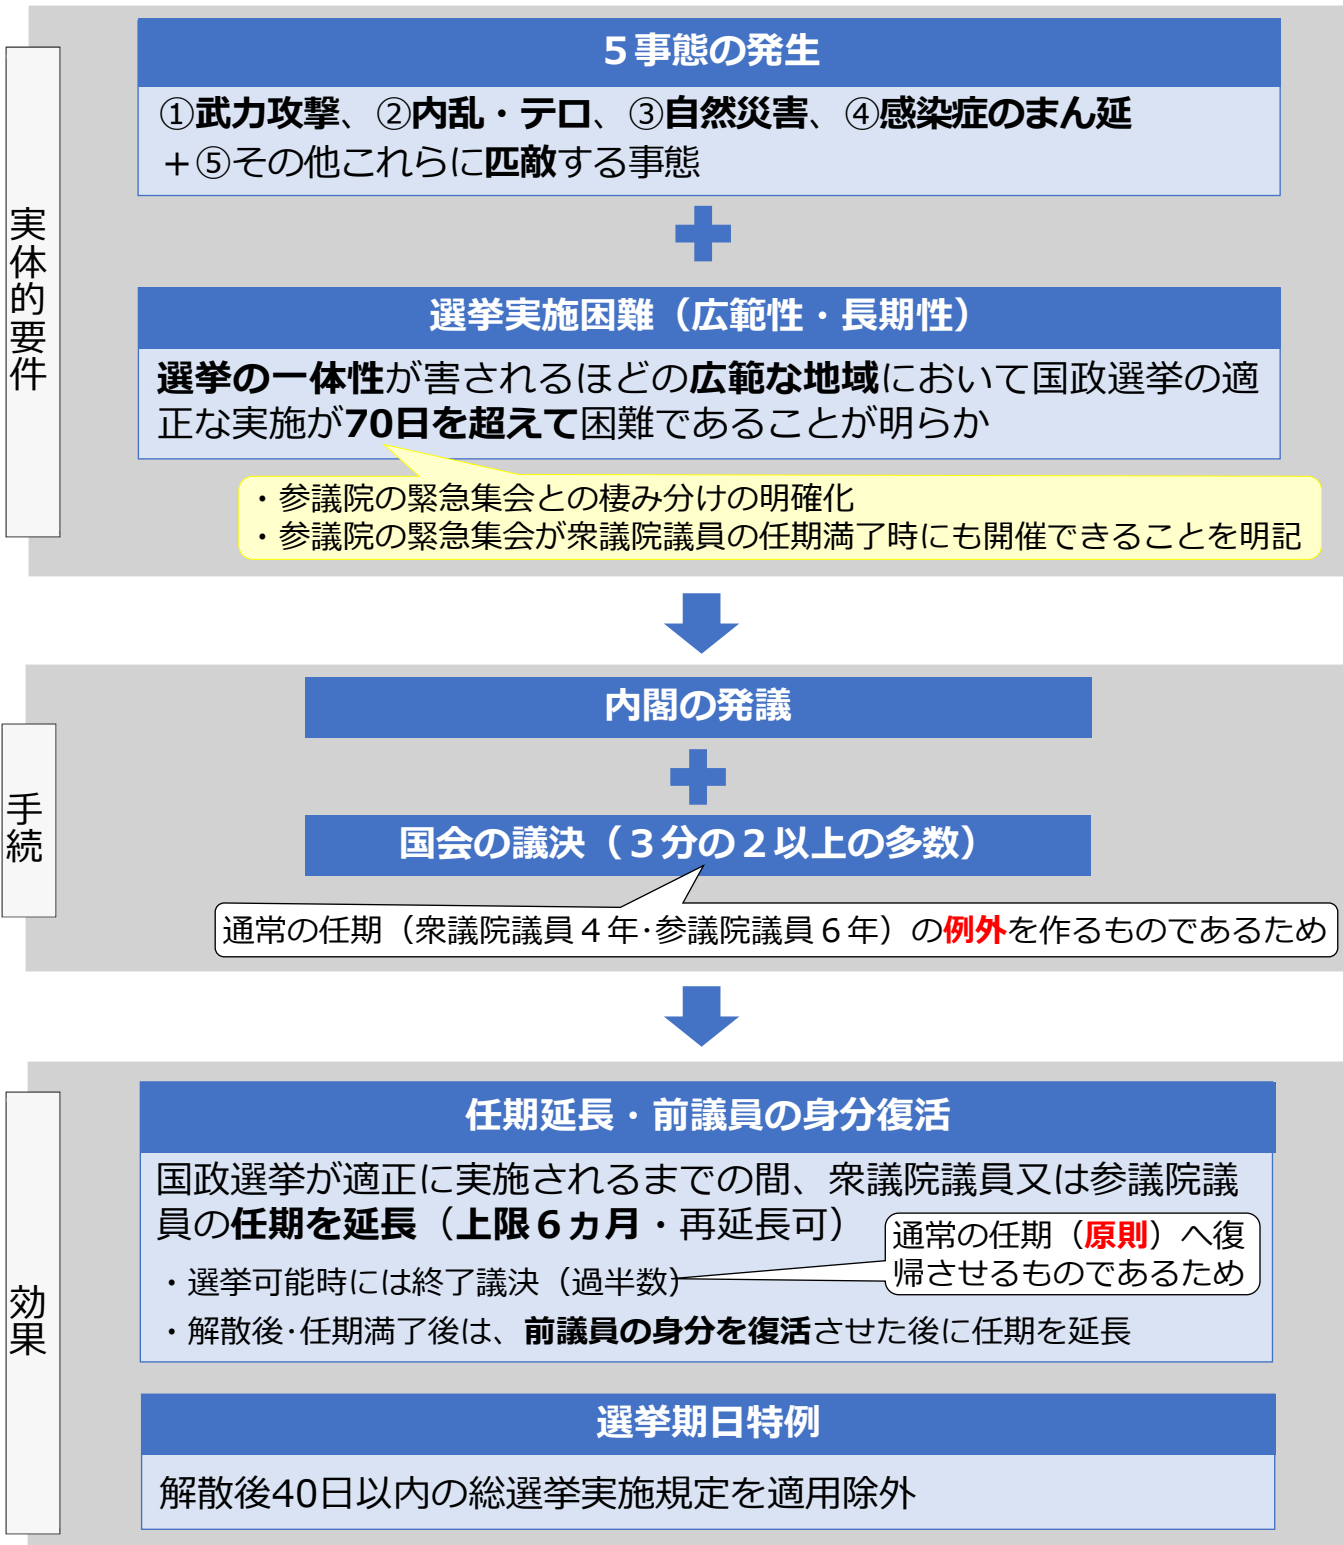 実体的要件
５事態の発生
①武力攻撃、②内乱・テロ、③自然災害、④感染症のまん延
＋⑤その他これらに匹敵する事態
選挙実施困難（広範性・長期性）
選挙の一体性が害されるほどの広範な地域において国政選挙の適
正な実施が70日を超えて困難であることが明らか
・参議院の緊急集会との棲み分けの明確化
・参議院の緊急集会が衆議院議員の任期満了時にも開催できることを明記
手続
内閣の発議
国会の議決（３分の２以上の多数）
通常の任期（衆議院議員４年･参議院議員６年）の例外を作るものであるため
効果
任期延長・前議員の身分復活
国政選挙が適正に実施されるまでの間、衆議院議員又は参議院議
員の任期を延長（上限６ヵ月・再延長可）
通常の任期（原則）へ復
帰させるものであるため
・選挙可能時には終了議決（過半数）
・解散後･任期満了後は、前議員の身分を復活させた後に任期を延長
選挙期日特例
解散後40日以内の総選挙実施規定を適用除外